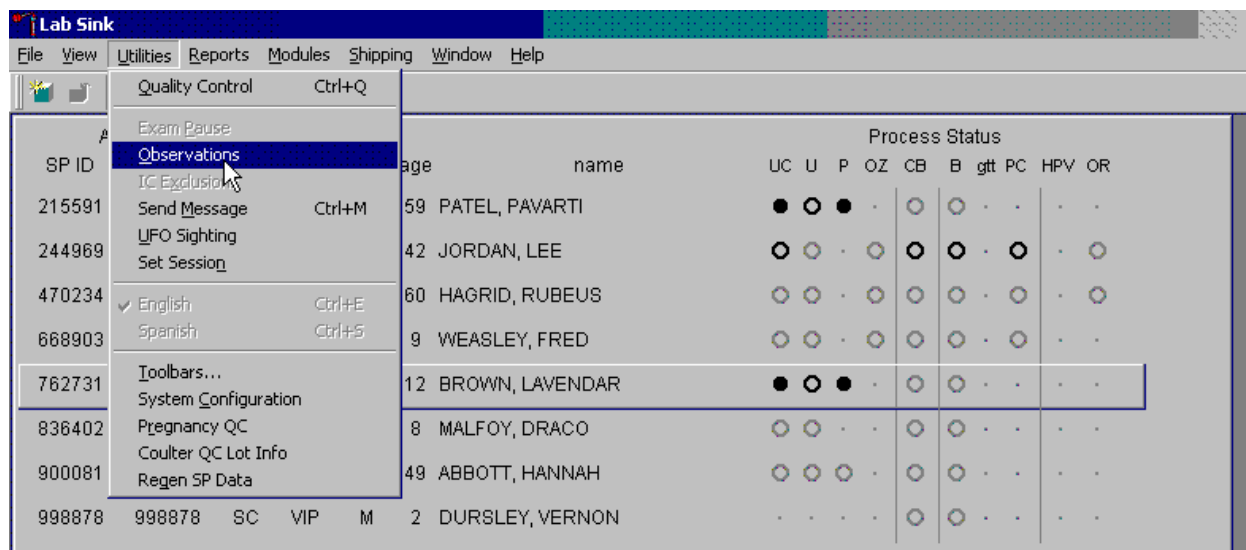 Lab Sink
File View Utilities Reports Modules Shipping Window Help
Quality Control Ctrl+Q
Exam Pause
Observations
IC Exclusion
Send Message Ctrl+M
UFO Sighting
Set Session
English Ctrl+E
Spanish Ctrl+S
Toolbars...
System Configuration
Pregnancy QC
Coulter QC Lot Info
Regen SP Data
A Process Status
SP ID age name UC U P OZ CB B gtt PC HPV OR
215591 59 PATEL, PAVARTI
244969 42 JORDAN, LEE
470234 60 HAGRID, RUBEUS
668903 9 WEASLEY, FRED
762731 12 BROWN, LAVENDAR
836402 8 MALFOY, DRACO
900081 49 ABBOTT, HANNAH
998878 998878 SC VIP M 2 DURSLEY, VERNON